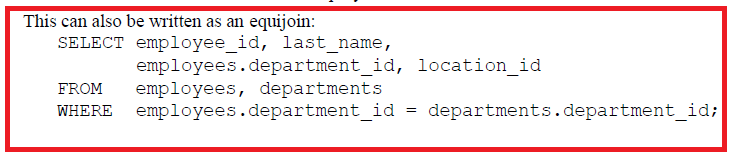 This can also be written as an equijoin:
SELECT employee_id, last_name,
employees.department_id, location_id
FROM employees, departments
WHERE employees.department_id = departments.department_id;